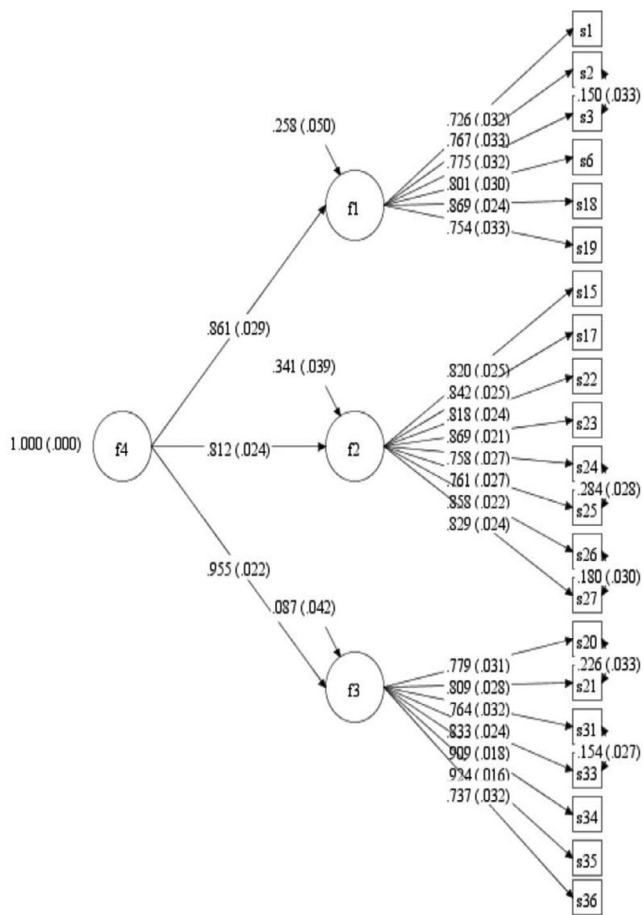 s1
s2
.150 (.033)
s3
.726 (.032)
.767 (.033)
.775 (.032)
.801 (.030)
.869 (.024)
.754 (.033)
s6
s18
s19
.258 (.050)
f1
.861 (.029)
s15
s17
s22
s23
s24
.284 (.028)
s25
s26
.180 (.030)
s27
.820 (.025)
.842 (.025)
.818 (.024)
.869 (.021)
.758 (.027)
.761 (.027)
.858 (.022)
.829 (.024)
.341 (.039)
f2
1.000 (.000)
f4
.812 (.024)
.955 (.022)
.087 (.042)
f3
.779 (.031)
.809 (.028)
.764 (.032)
.833 (.024)
.909 (.018)
.924 (.016)
.737 (.032)
s20
.226 (.033)
s21
s31
.154 (.027)
s33
s34
s35
s36